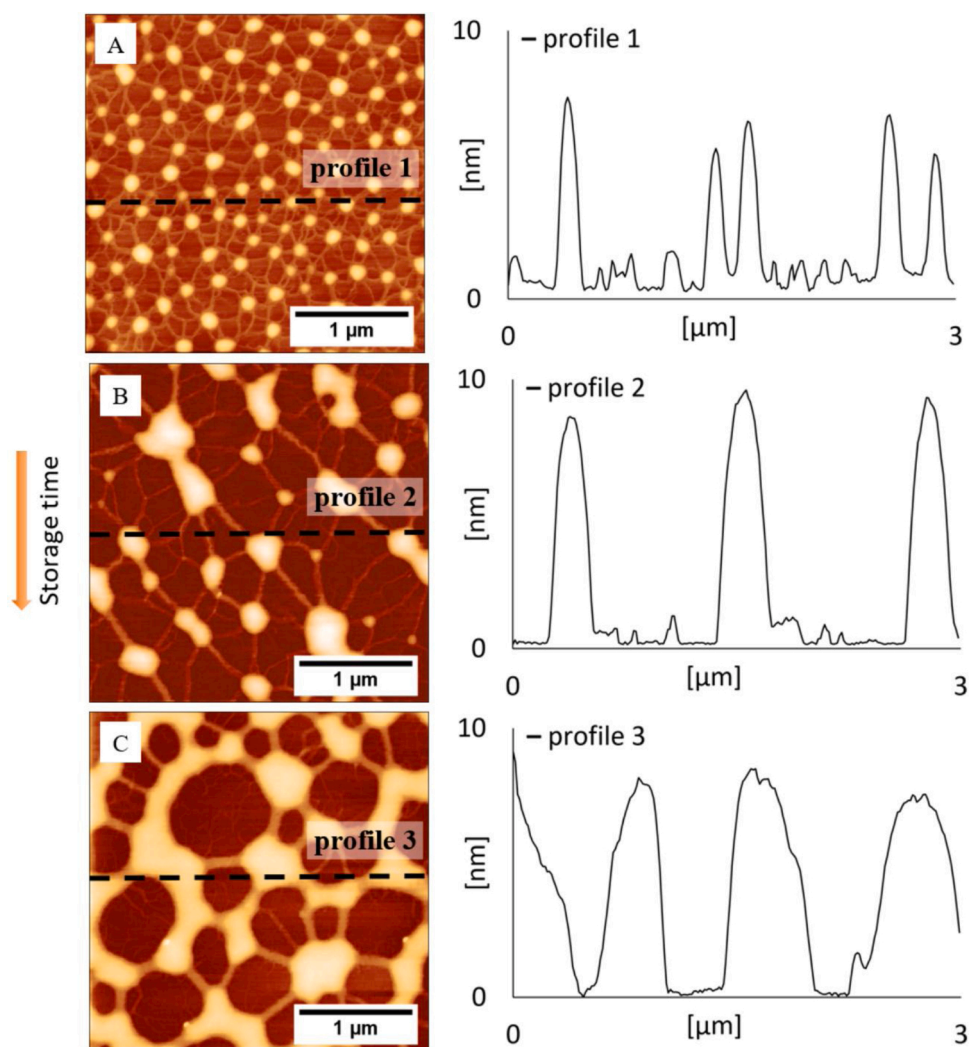 A
profile 1
1 µm
10
– profile 1
[nm]
0
0
[µm]
3
Storage time
B
profile 2
1 µm
10
– profile 2
[nm]
0
0
[µm]
3
C
profile 3
1 µm
10
– profile 3
[nm]
0
0
[µm]
3